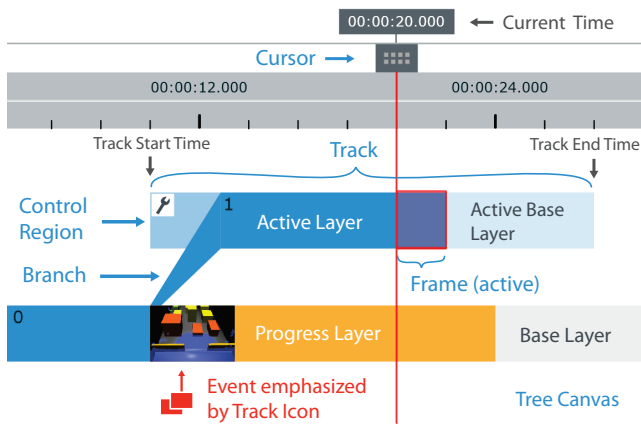 00:00:20.000
Current Time
Cursor
00:00:12.000
00:00:24.000
Track Start Time
Track
Track End Time
Control
Region
1
Active Layer
Active Base
Layer
Branch
Frame (active)
0
Progress Layer
Base Layer
Event emphasized
by Track Icon
Tree Canvas